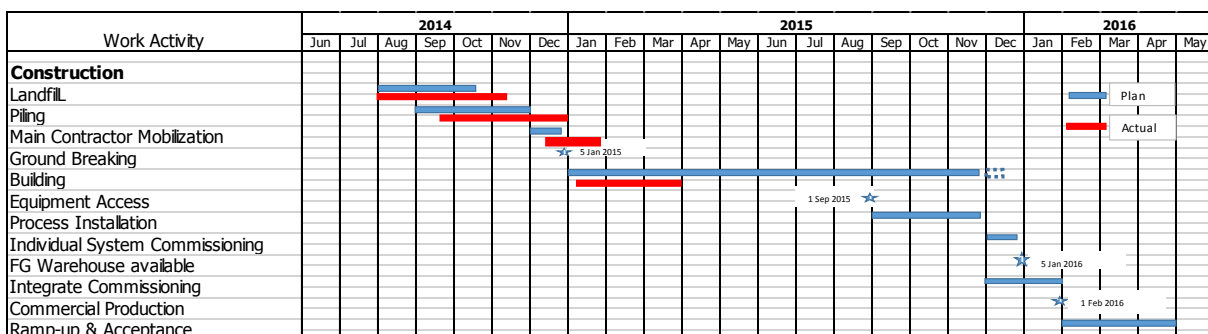 2014 2015 2016
Work Activity Jun Jul Aug Sep Oct Nov Dec Jan Feb Mar Apr May Jun Jul Aug Sep Oct Nov Dec Jan Feb Mar Apr May
Construction
LandfilL
Plan
Piling
Actual
Main Contractor Mobilization
Ground Breaking 5 Jan 2015
Building
Equipment Access 1 Sep 2015
Process Installation
Individual System Commissioning
FG Warehouse available 5 Jan 2016
Integrate Commissioning
Commercial Production 1 Feb 2016
Ramp-up & Acceptance